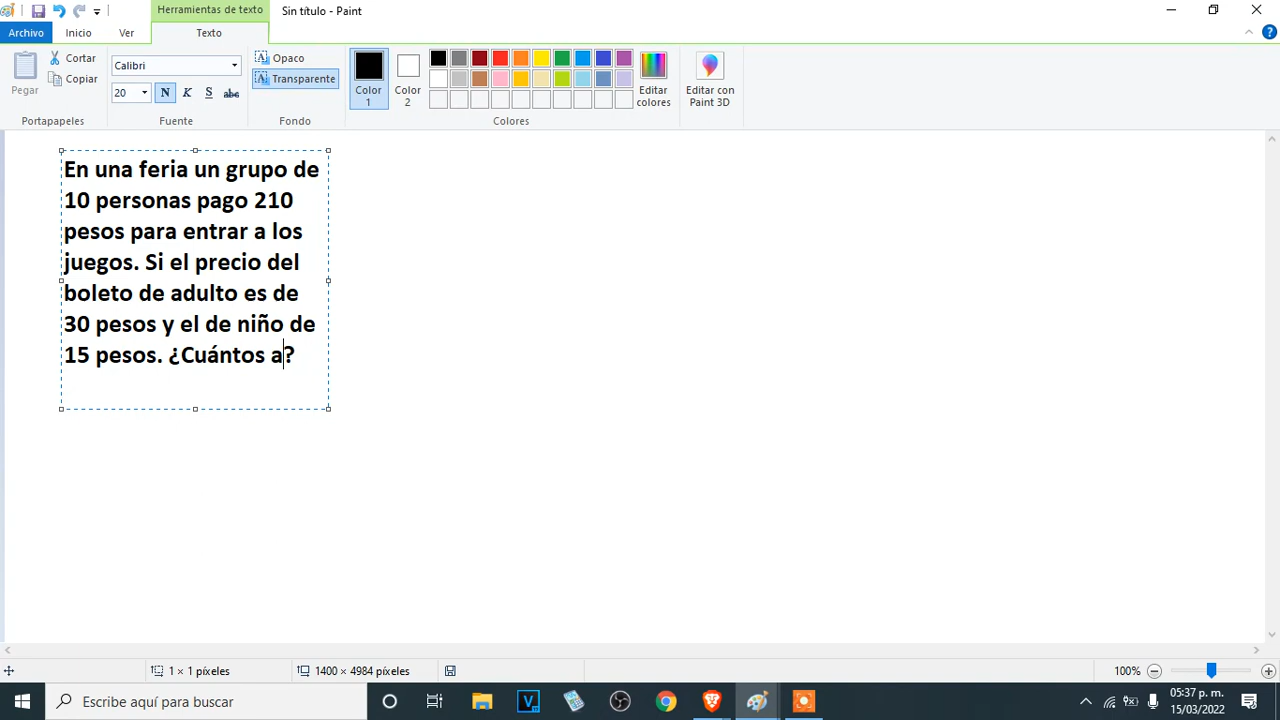 Herramientas de texto
Sin título - Paint
Archivo
Inicio
Ver
Texto
Pegar
Cortar
Copiar
Portapapeles
Calibri
20
N
S
abc
Fuente
A Opaco
A Transparente
Fondo
Color
1
Color
2
Colores
Editar
colores
Editar con
Paint 3D
En una feria un grupo de
10 personas pago 210
pesos para entrar a los
juegos. Si el precio del
boleto de adulto es de
30 pesos y el de niño de
15 pesos. ¿Cuántos a?
1 × 1 píxeles
1400 × 4984 píxeles
100%
Escribe aquí para buscar
V
05:37 p. m.
15/03/2022